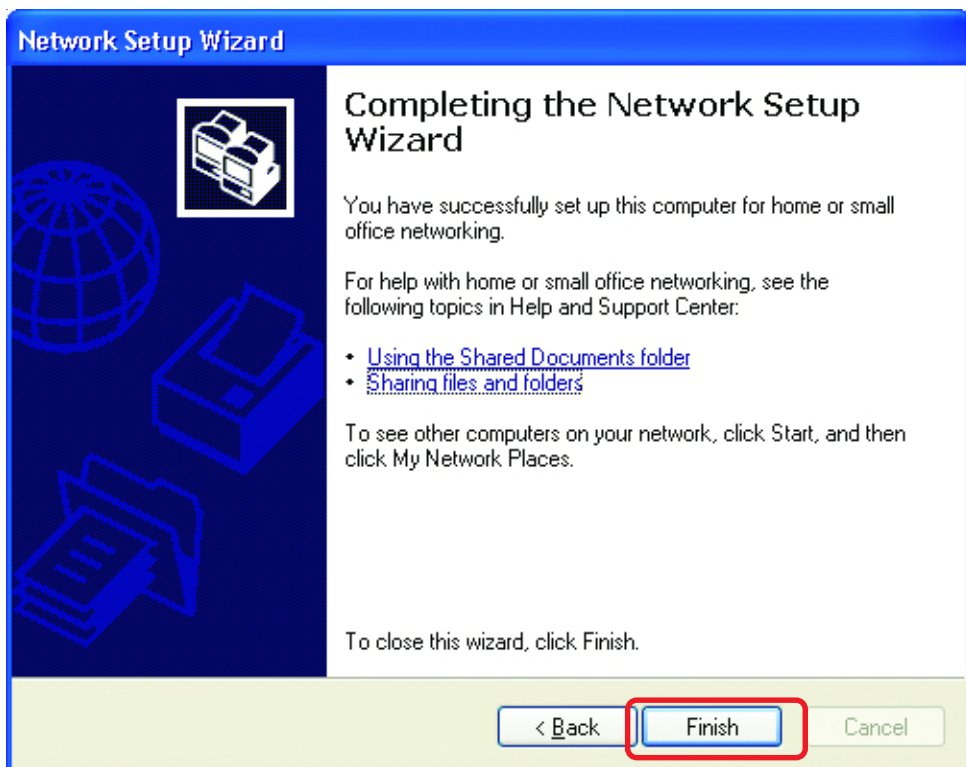 Network Setup Wizard
Completing the Network Setup
Wizard
You have successfully set up this computer for home or small
office networking.
For help with home or small office networking, see the
following topics in Help and Support Center:
• Using the Shared Documents folder
• Sharing files and folders
To see other computers on your network, click Start, and then
click My Network Places.
To close this wizard, click Finish.
< Back Finish Cancel